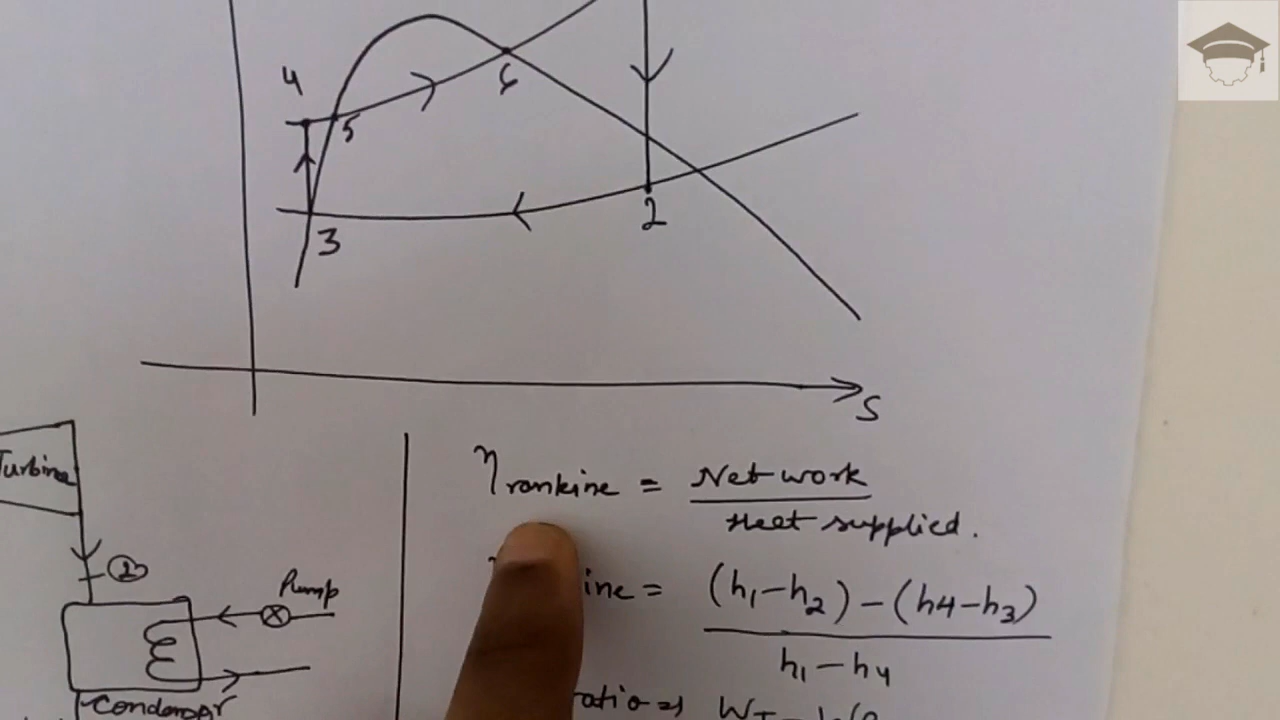 4
6
5
2
3
S
Turbine
2
Pump
Condenser
η rankine = Net work / Heat supplied.
ine = (h1-h2) - (h4-h3) / h1-h4
ratio =)